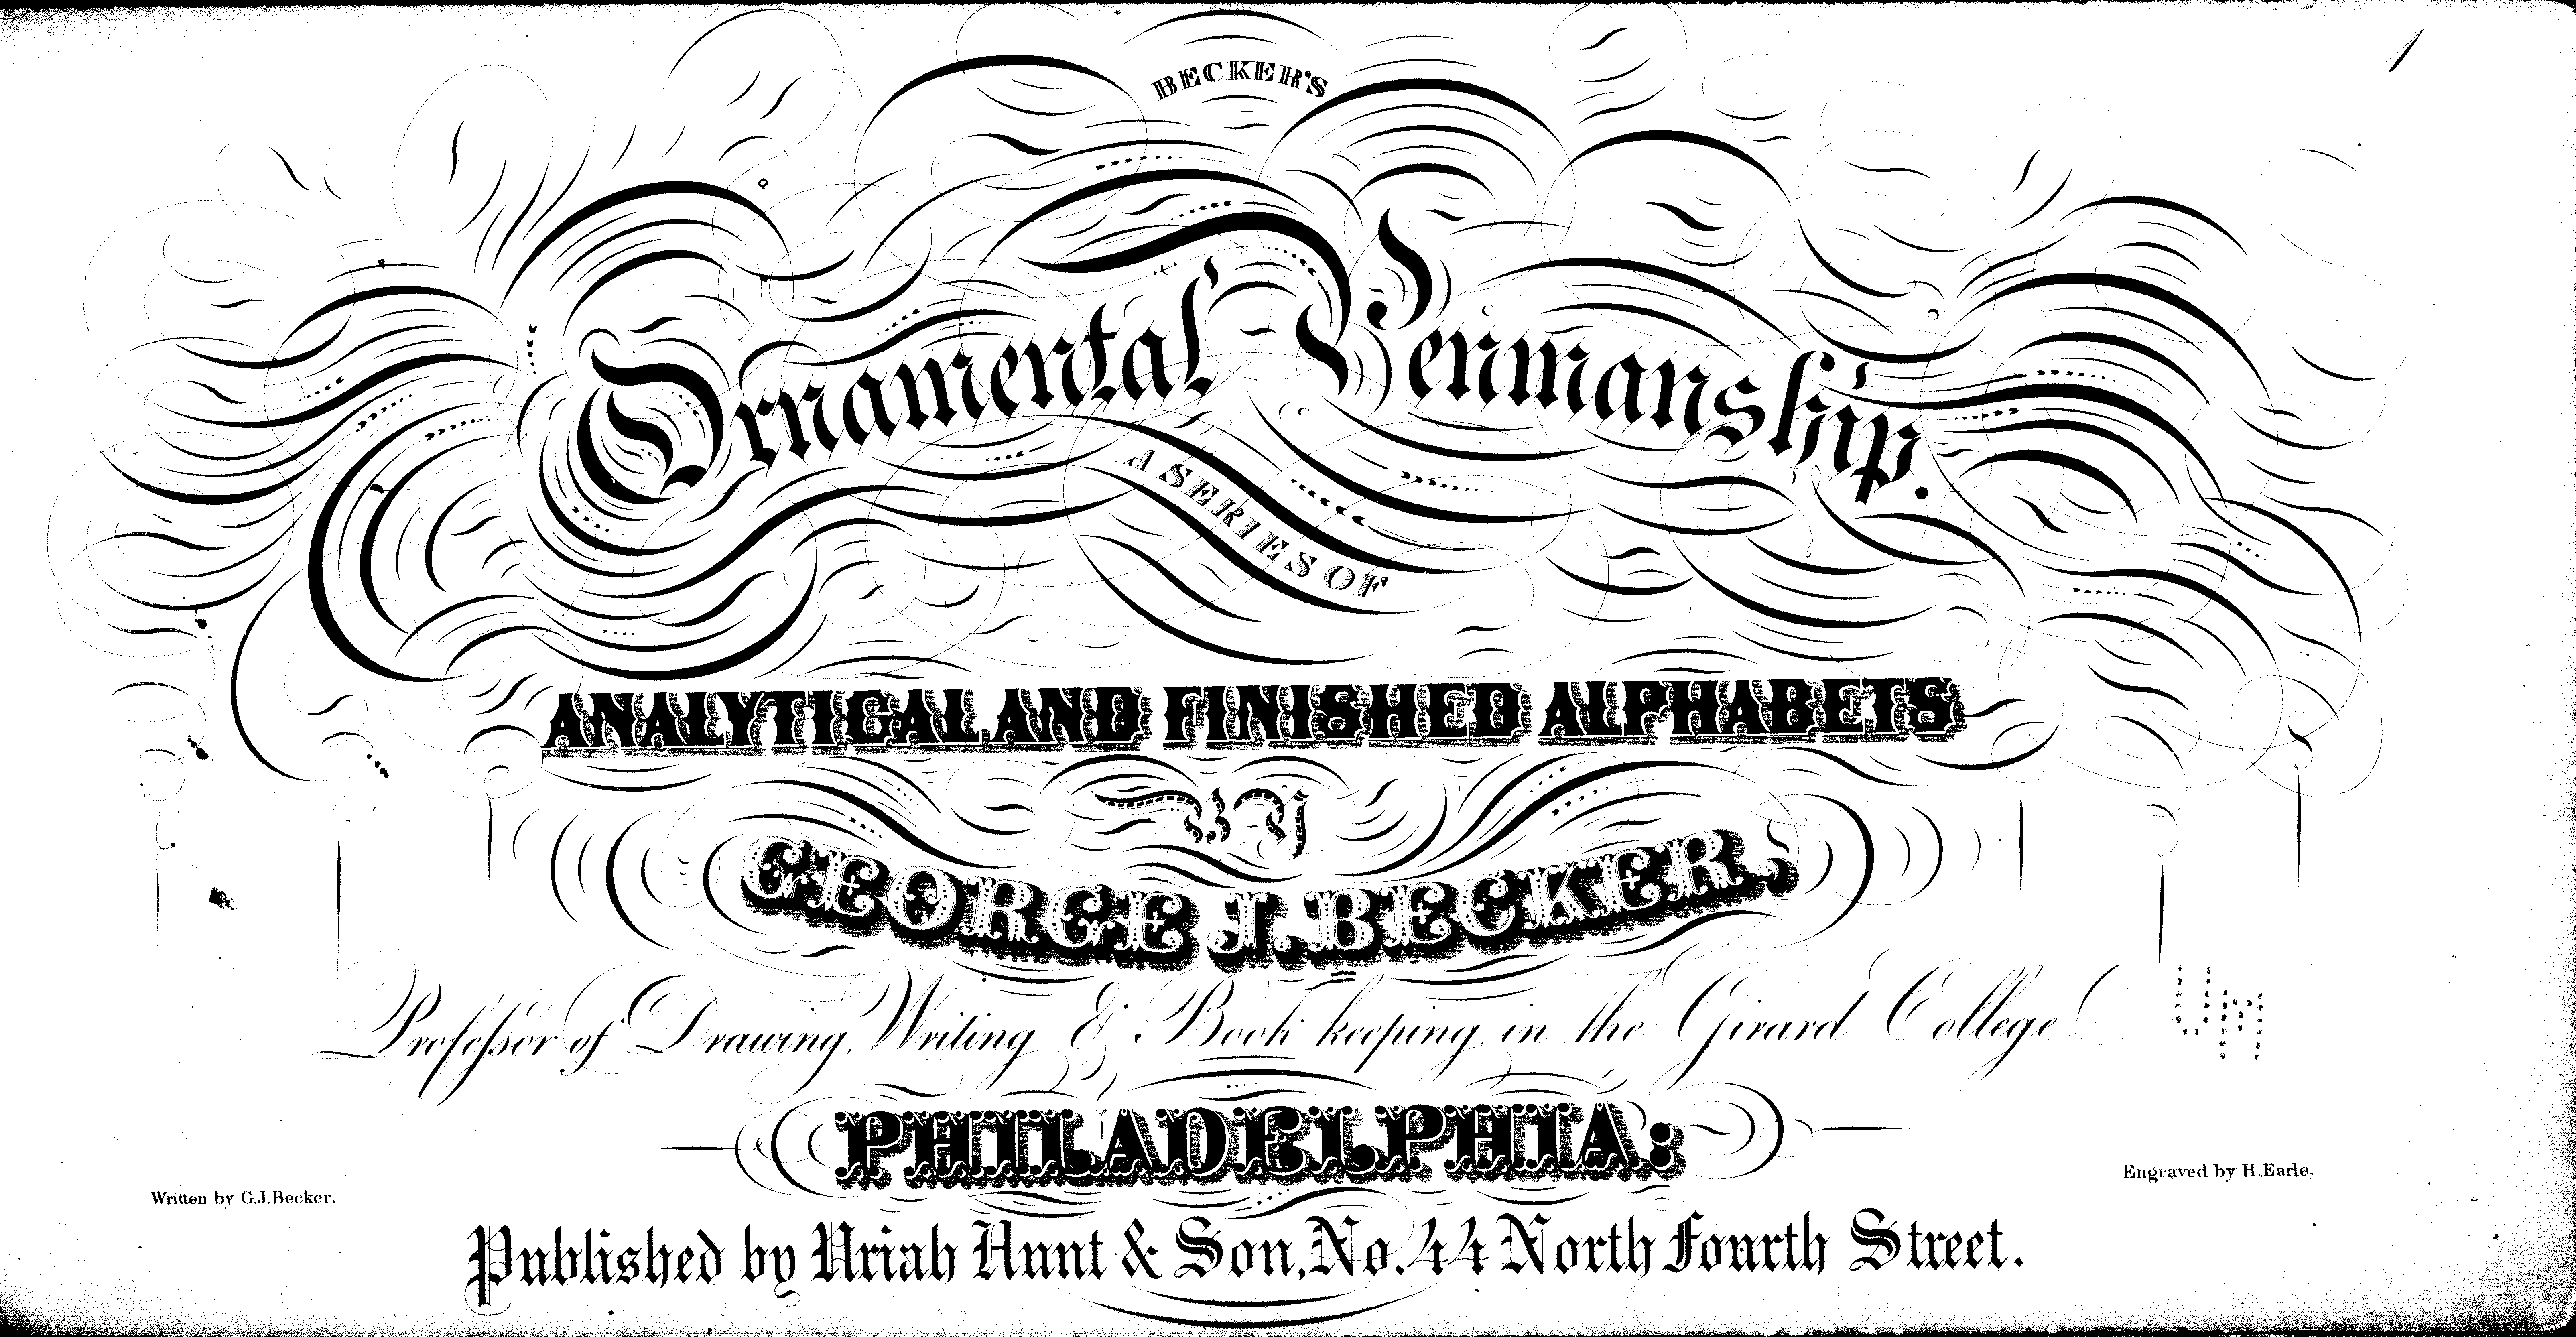 BECKER'S
Ornamental Penmanship.
A SERIES OF
ANALYTICAL AND FINISHED ALPHABETS
BY
GEORGE J. BECKER,
Professor of Drawing, Writing & Book keeping, in the Girard College
UM
PHILADELPHIA:
Written by G.J. Becker.
Engraved by H. Earle.
Published by Uriah Hunt & Son, No. 44 North Fourth Street.